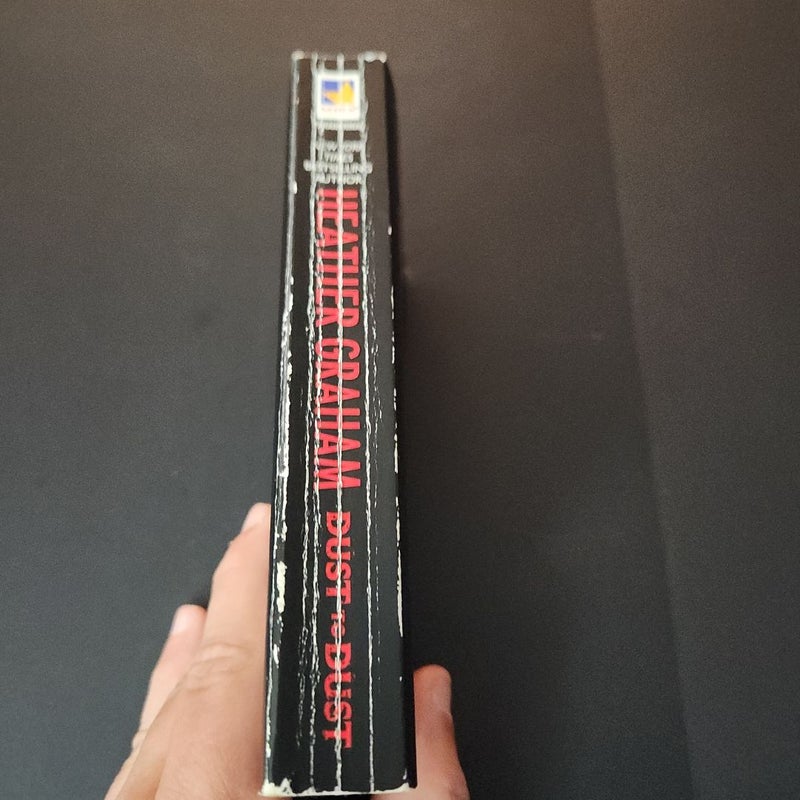 NEW YORK
TIMES
BESTSELLING
AUTHOR
HEATHER GRAHAM
DUST TO DUST